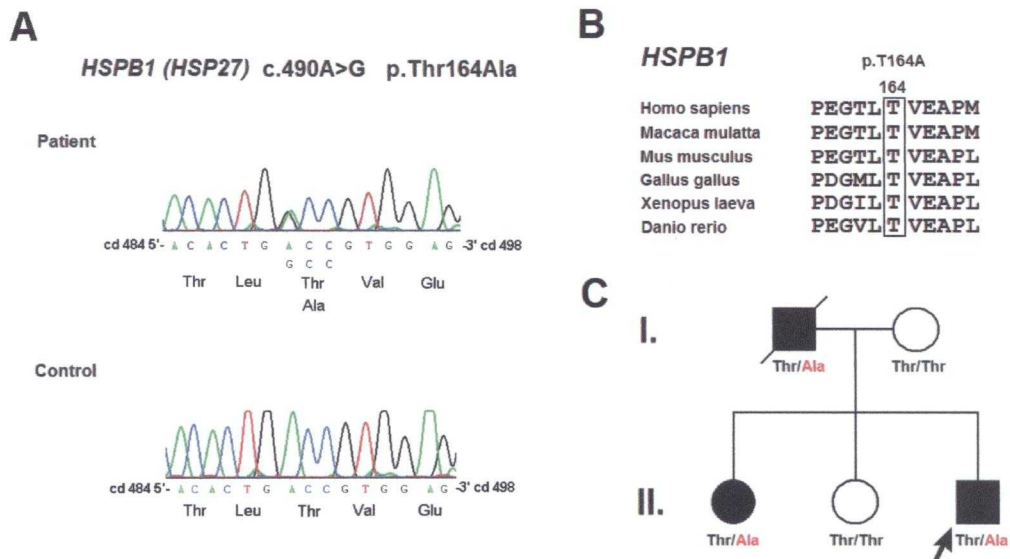 A
HSPB1 (HSP27) c.490A>G p.Thr164Ala
Patient
cd 484 5'- A C A C T G A C C G T G G A G -3' cd 498
G C C
Thr Leu Thr Val Glu
Ala
Control
cd 484 5'- A C A C T G A C C G T G G A G -3' cd 498
Thr Leu Thr Val Glu
B
HSPB1 p.T164A
164
Homo sapiens PEGTL T VEAPM
Macaca mulatta PEGTL T VEAPM
Mus musculus PEGTL T VEAPL
Gallus gallus PDGML T VEAPL
Xenopus laeva PDGIL T VEAPL
Danio rerio PEGVL T VEAPL
C
I.
Thr/Ala Thr/Thr
II.
Thr/Ala Thr/Thr Thr/Ala